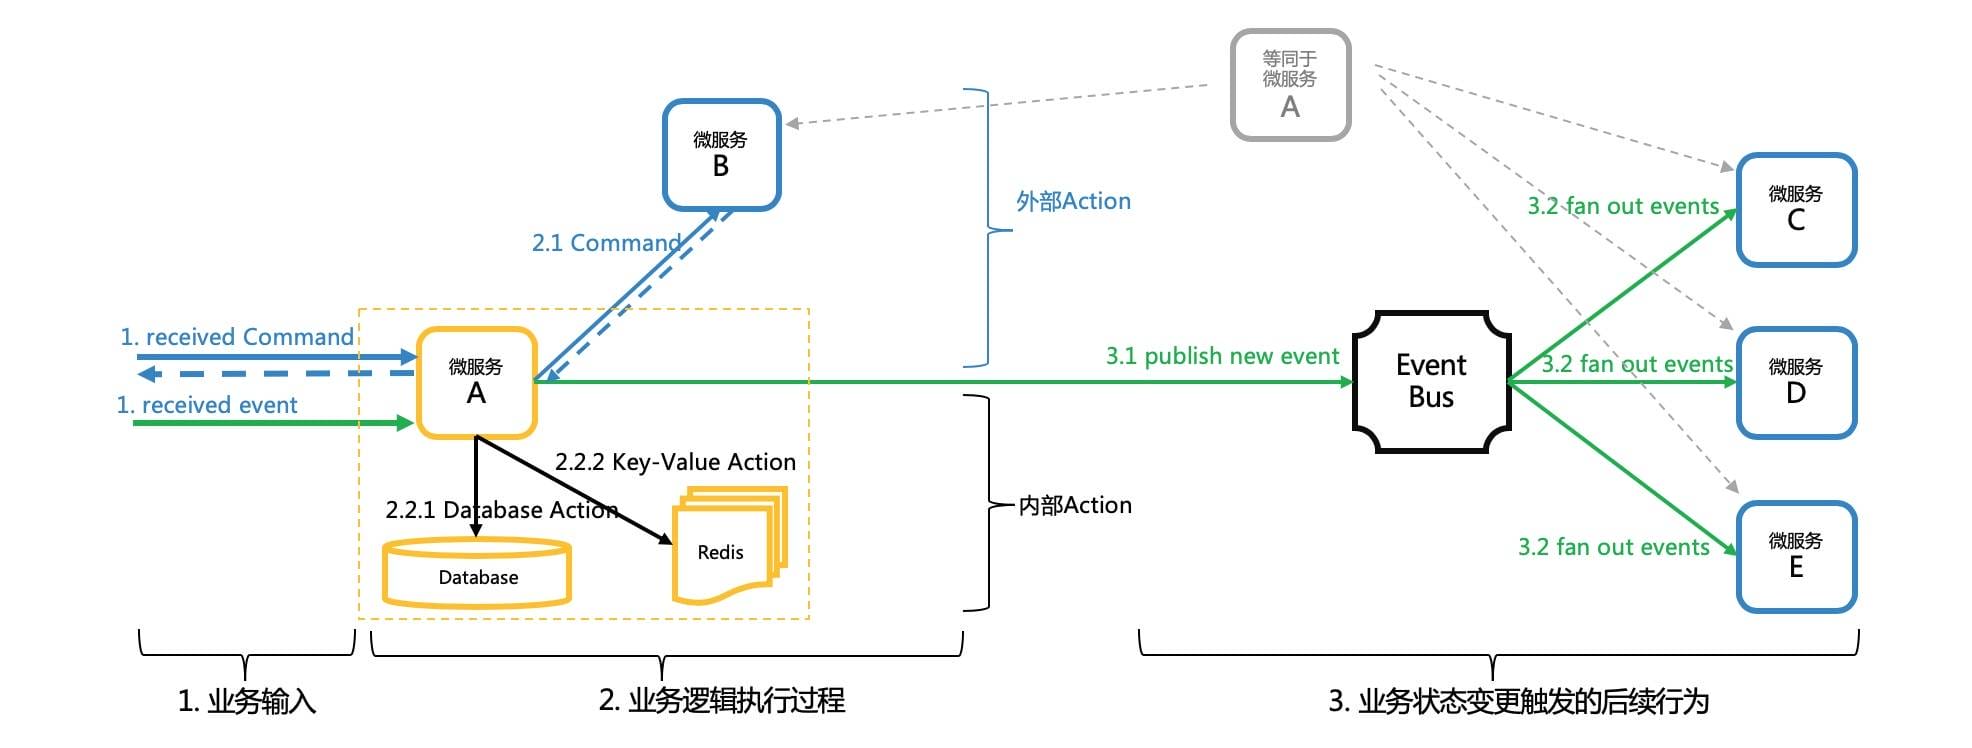 等同于
微服务
A
微服务
B
外部Action
微服务
C
3.2 fan out events
2.1 Command
1. received Command
微服务
A
1. received event
3.1 publish new event
Event
Bus
3.2 fan out events
微服务
D
2.2.2 Key-Value Action
2.2.1 Database Action
内部Action
Redis
Database
3.2 fan out events
微服务
E
1. 业务输入
2. 业务逻辑执行过程
3. 业务状态变更触发的后续行为